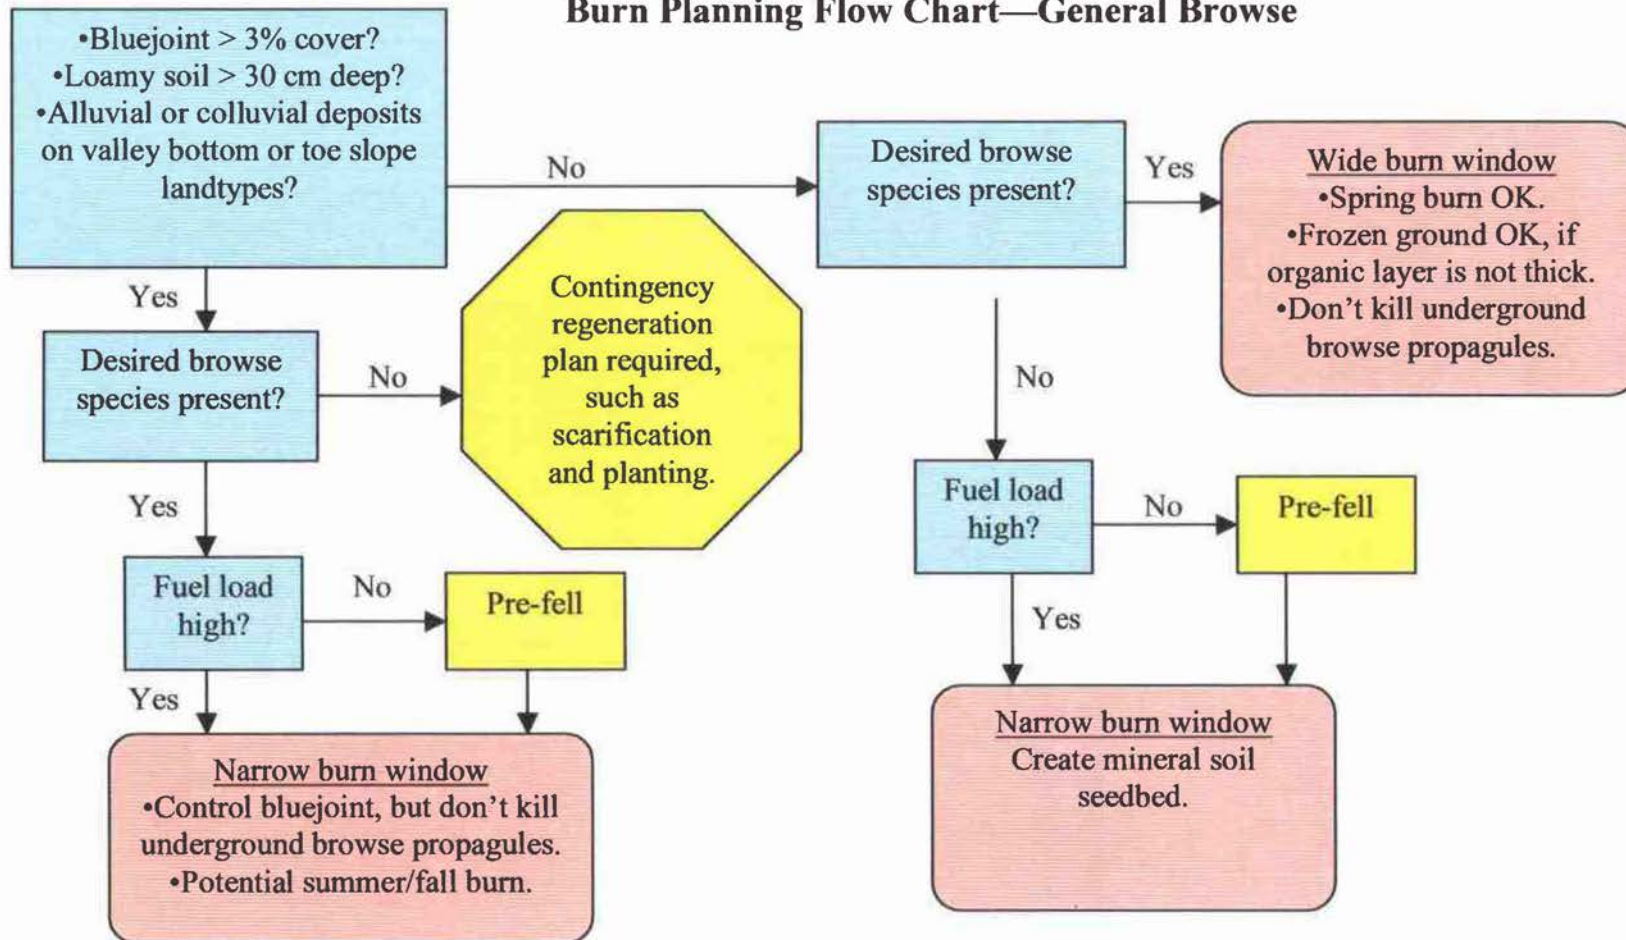 Burn Planning Flow Chart—General Browse
•Bluejoint > 3% cover?
•Loamy soil > 30 cm deep?
•Alluvial or colluvial deposits
on valley bottom or toe slope
landtypes?
No
Desired browse
species present?
Yes
Wide burn window
•Spring burn OK.
•Frozen ground OK, if
organic layer is not thick.
•Don't kill underground
browse propagules.
Yes
Desired browse
species present?
No
Contingency
regeneration
plan required,
such as
scarification
and planting.
No
Yes
Fuel load
high?
No
Pre-fell
Fuel load
high?
No
Pre-fell
Yes
Yes
Narrow burn window
•Control bluejoint, but don't kill
underground browse propagules.
•Potential summer/fall burn.
Narrow burn window
Create mineral soil
seedbed.